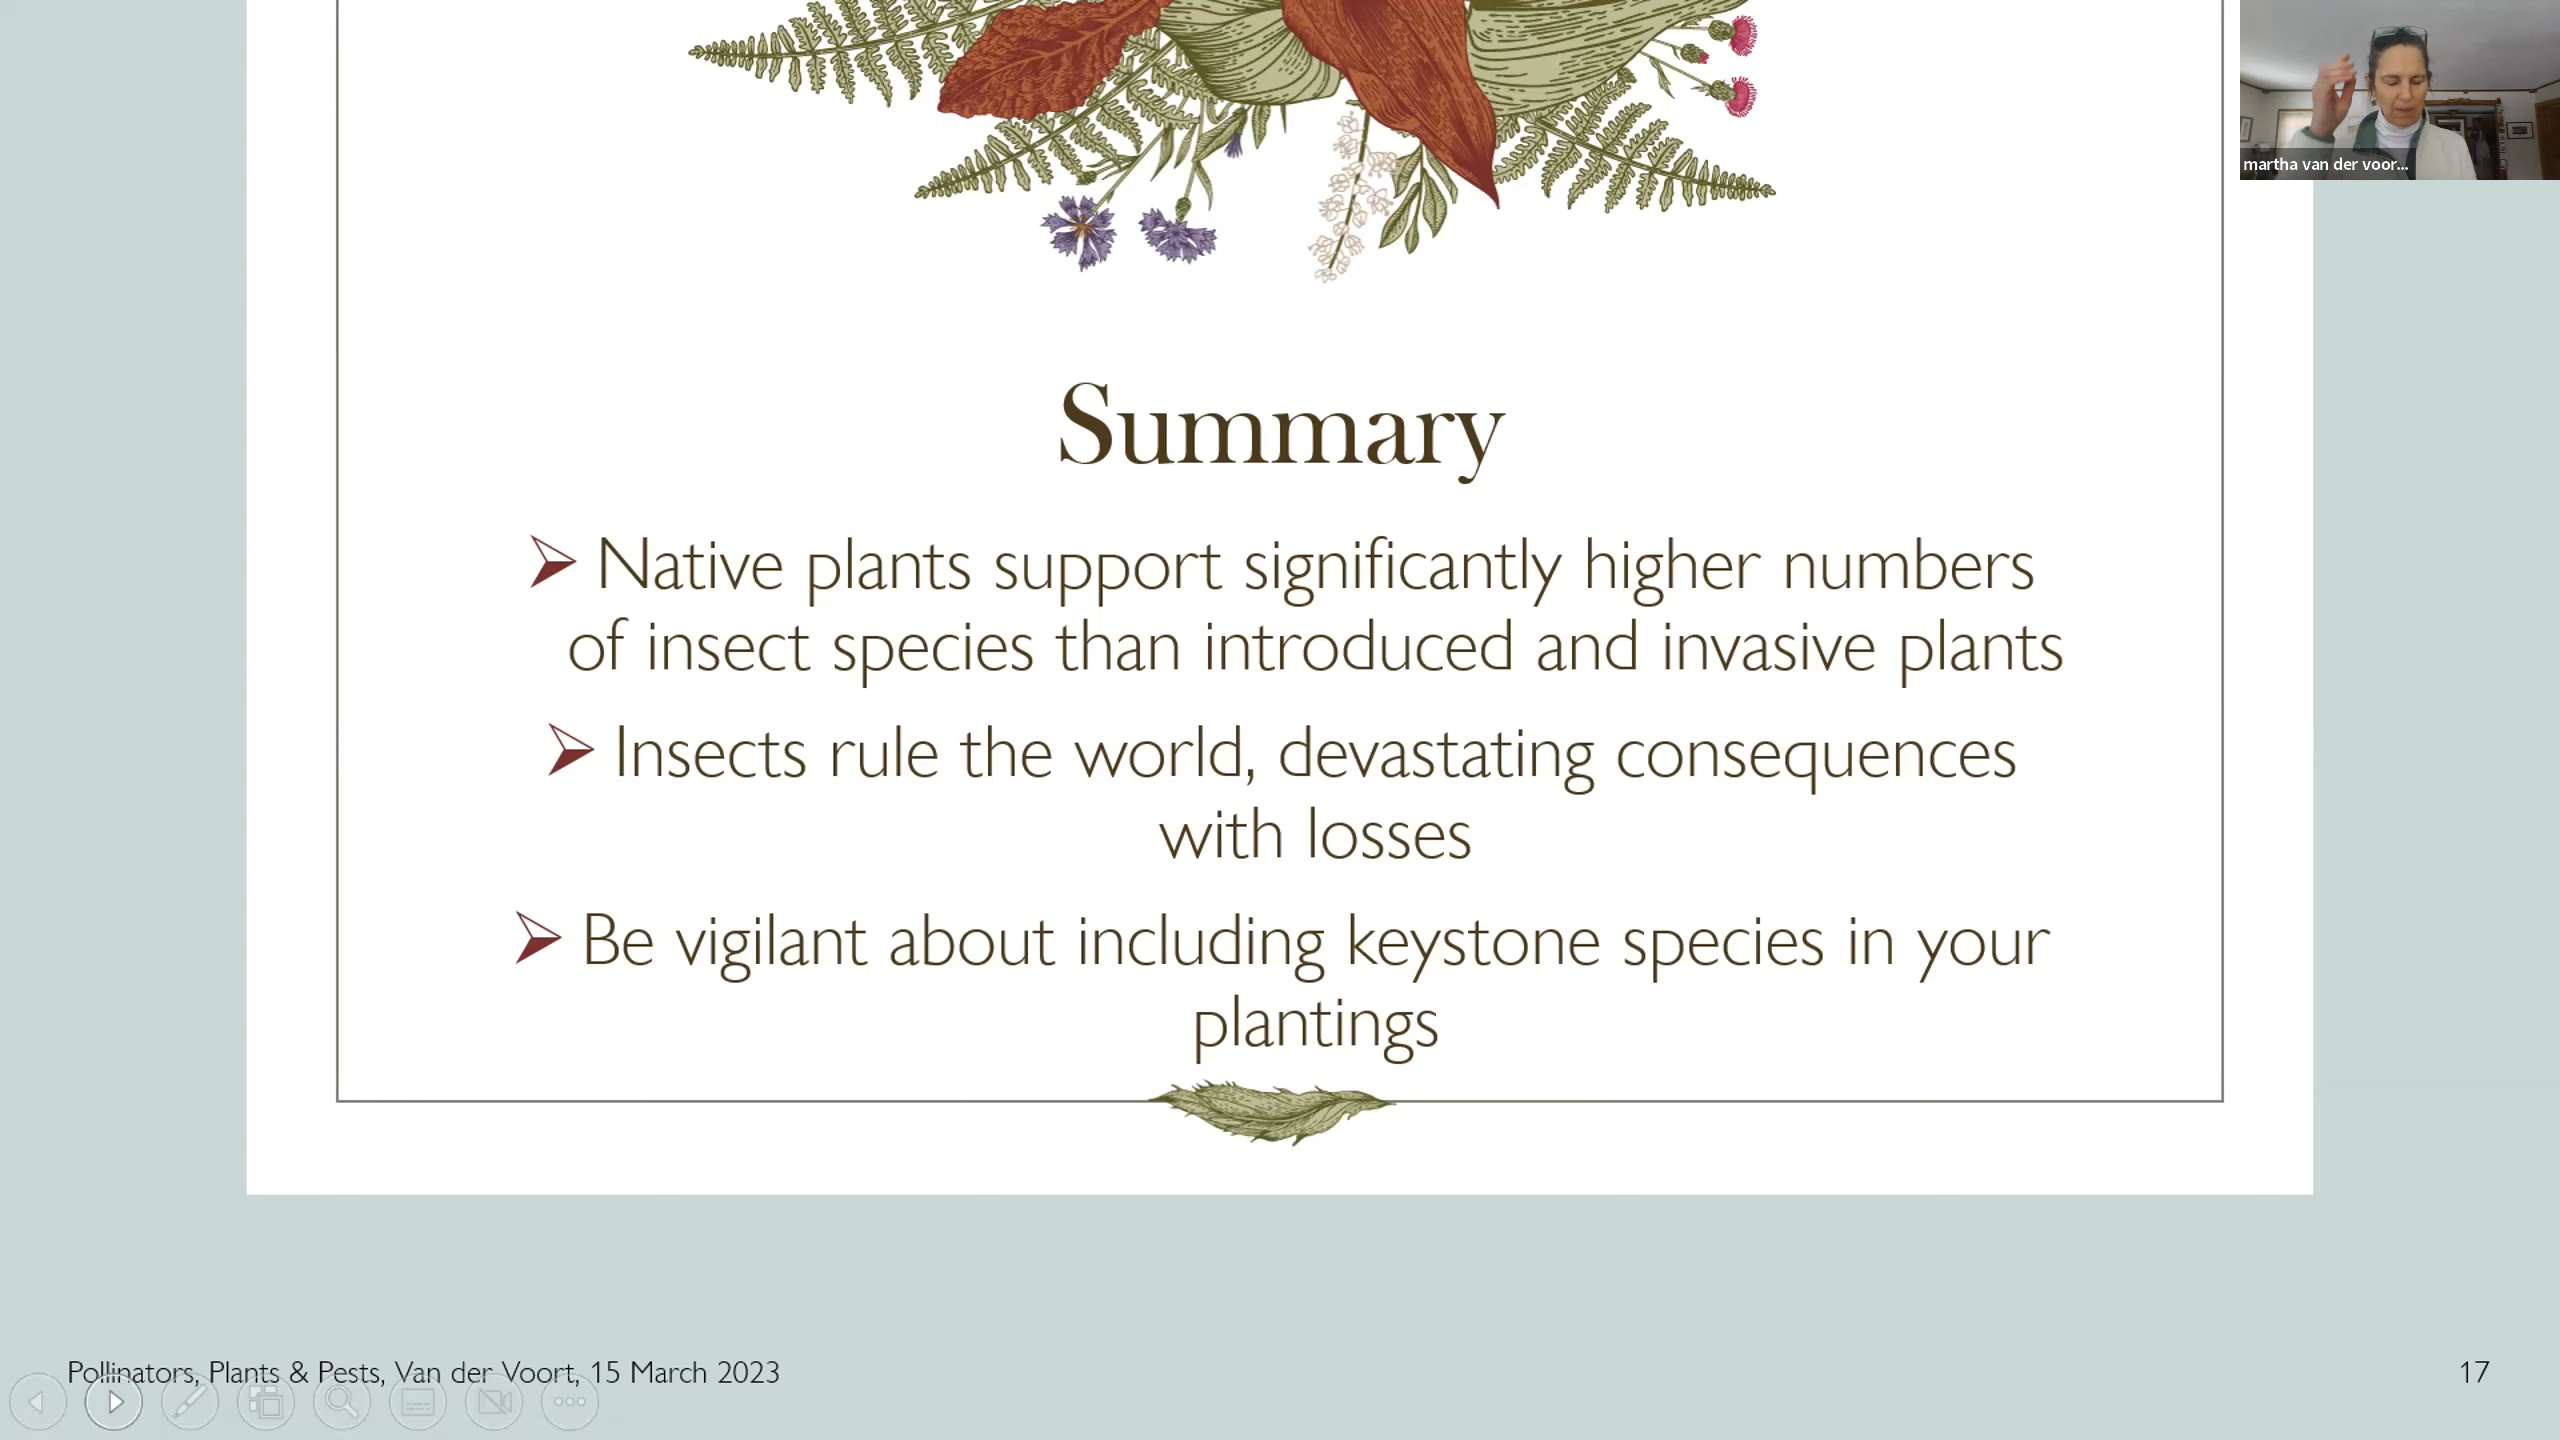 martha van der voor...
Summary
Native plants support significantly higher numbers
of insect species than introduced and invasive plants
Insects rule the world, devastating consequences
with losses
Be vigilant about including keystone species in your
plantings
Pollinators, Plants & Pests, Van der Voort, 15 March 2023
17